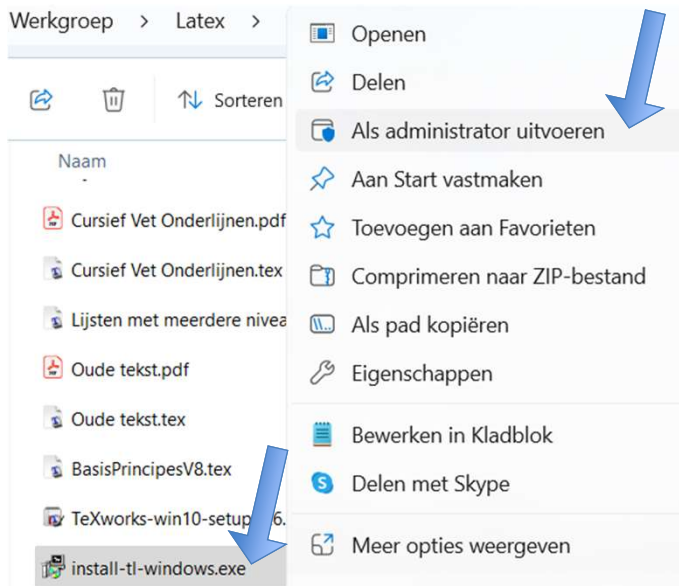 Werkgroep > Latex >
Sorteren
Naam
Cursief Vet Onderlijnen.pdf
Cursief Vet Onderlijnen.tex
Lijsten met meerdere nivea
Oude tekst.pdf
Oude tekst.tex
BasisPrincipesV8.tex
TeXworks-win10-setup 6.
install-tl-windows.exe
Openen
Delen
Als administrator uitvoeren
Aan Start vastmaken
Toevoegen aan Favorieten
Comprimeren naar ZIP-bestand
Als pad kopiëren
Eigenschappen
Bewerken in Kladblok
Delen met Skype
Meer opties weergeven